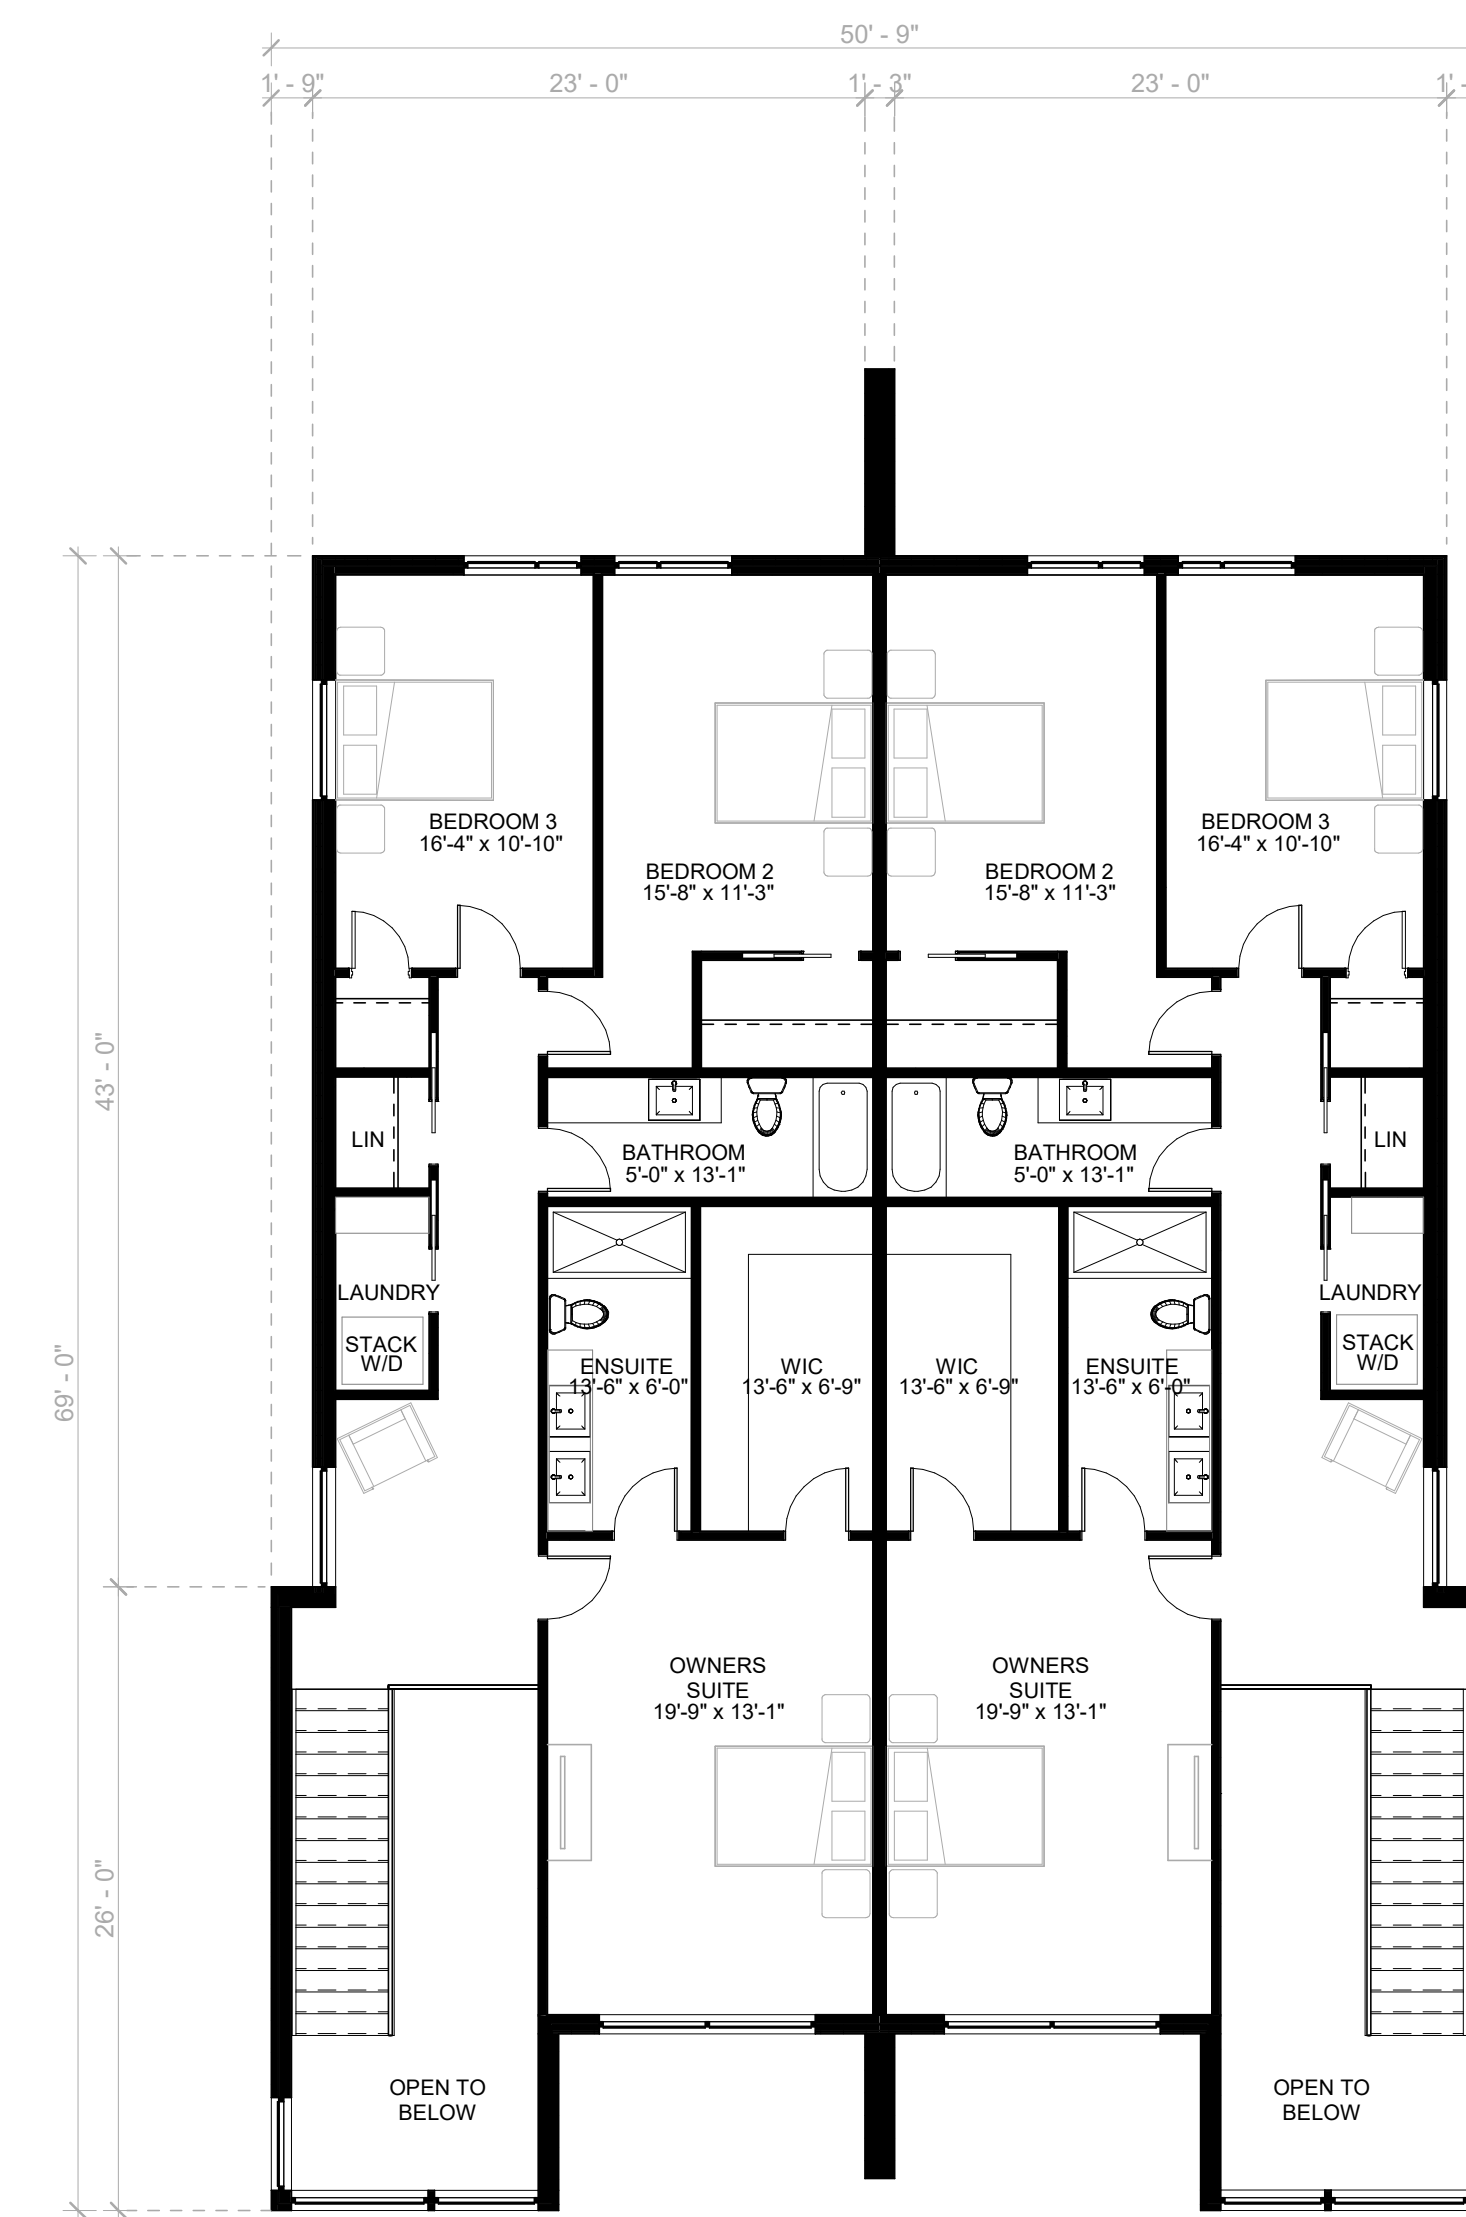 50' - 9"
1' - 9"
23' - 0"
1' - 3"
23' - 0"
BEDROOM 3
16'-4" x 10'-10"
BEDROOM 2
15'-8" x 11'-3"
BEDROOM 2
15'-8" x 11'-3"
BEDROOM 3
16'-4" x 10'-10"
43' - 0"
LIN
BATHROOM
5'-0" x 13'-1"
BATHROOM
5'-0" x 13'-1"
LIN
LAUNDRY
STACK
W/D
ENSUITE
13'-6" x 6'-0"
WIC
13'-6" x 6'-9"
WIC
13'-6" x 6'-9"
ENSUITE
13'-6" x 6'-0"
LAUNDRY
STACK
W/D
69' - 0"
OWNERS
SUITE
19'-9" x 13'-1"
OWNERS
SUITE
19'-9" x 13'-1"
26' - 0"
OPEN TO
BELOW
OPEN TO
BELOW